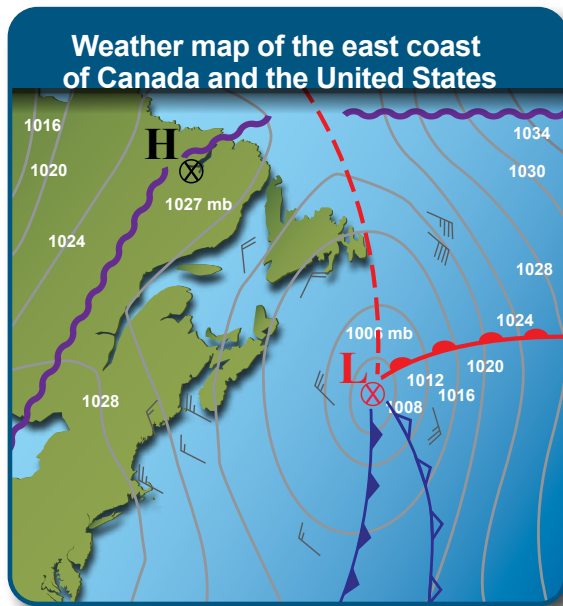 Weather map of the east coast
of Canada and the United States
1016
1034
H
1020
1030
1027 mb
1024
1028
1024
1006 mb
1020
L
1012
1016
1028
1008